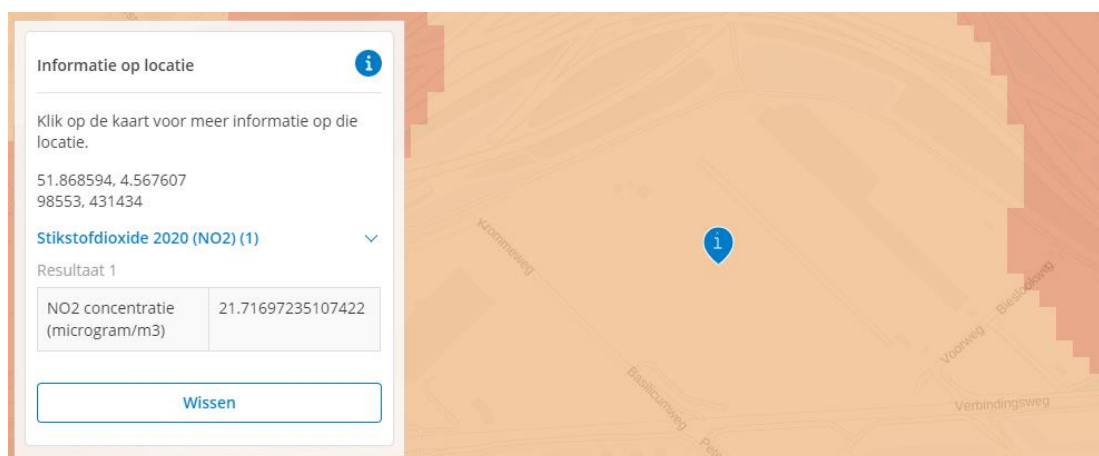 Informatie op locatie
Klik op de kaart voor meer informatie op die
locatie.
51.868594, 4.567607
98553, 431434
Stikstofdioxide 2020 (NO2) (1)
Resultaat 1
NO2 concentratie
(microgram/m3)
21.71697235107422
Wissen
Krommeweg
Basilicumweg
Voorweg
Bieslookweg
Verbindingsweg